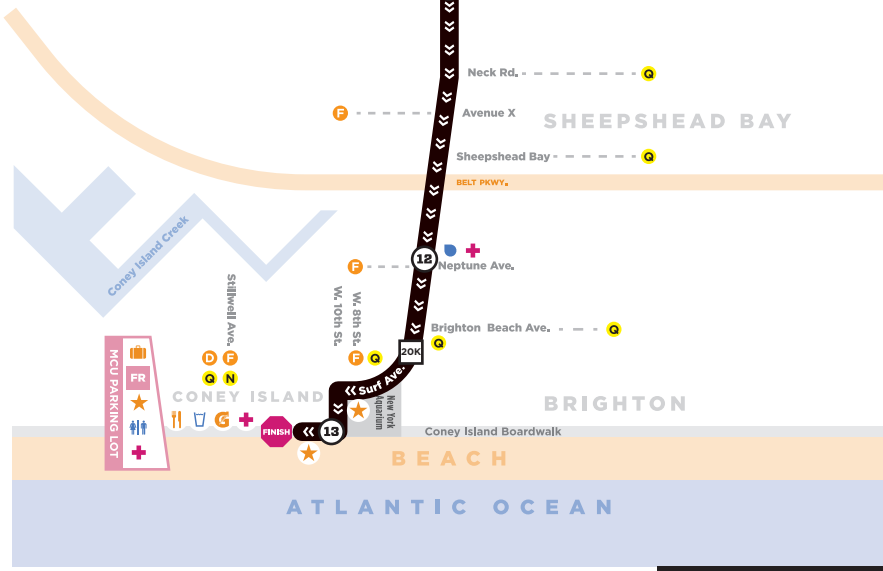 Neck Rd.
Q
F
Avenue X
SHEEPSHEAD BAY
Sheepshead Bay
Q
BELT PKWY.
Coney Island Creek
12
F
Neptune Ave.
Stillwell Ave.
W. 10th St.
W. 8th St.
Brighton Beach Ave.
Q
Q
20K
D
F
F
Q
Q
N
MCU PARKING LOT
FR
CONEY ISLAND
Surf Ave.
New York
Aquarium
BRIGHTON
G
FINISH
13
Coney Island Boardwalk
BEACH
ATLANTIC OCEAN